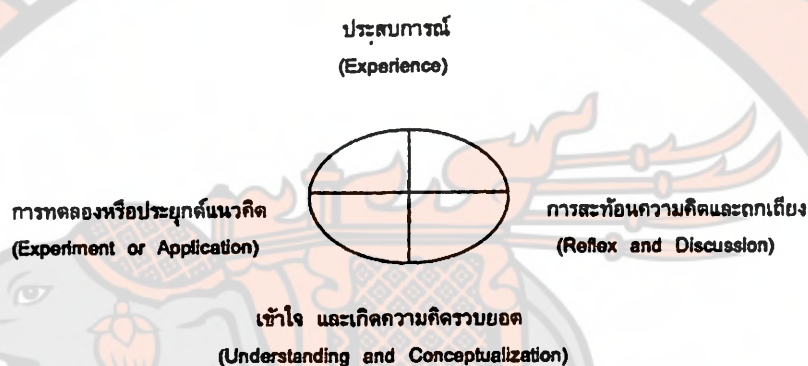 ประสบการณ์
(Experience)
การทดลองหรือประยุกต์แนวคิด
(Experiment or Application)
การสะท้อนความคิดและถกเถียง
(Reflex and Discussion)
เข้าใจ และเกิดความคิดรวบยอด
(Understanding and Conceptualization)